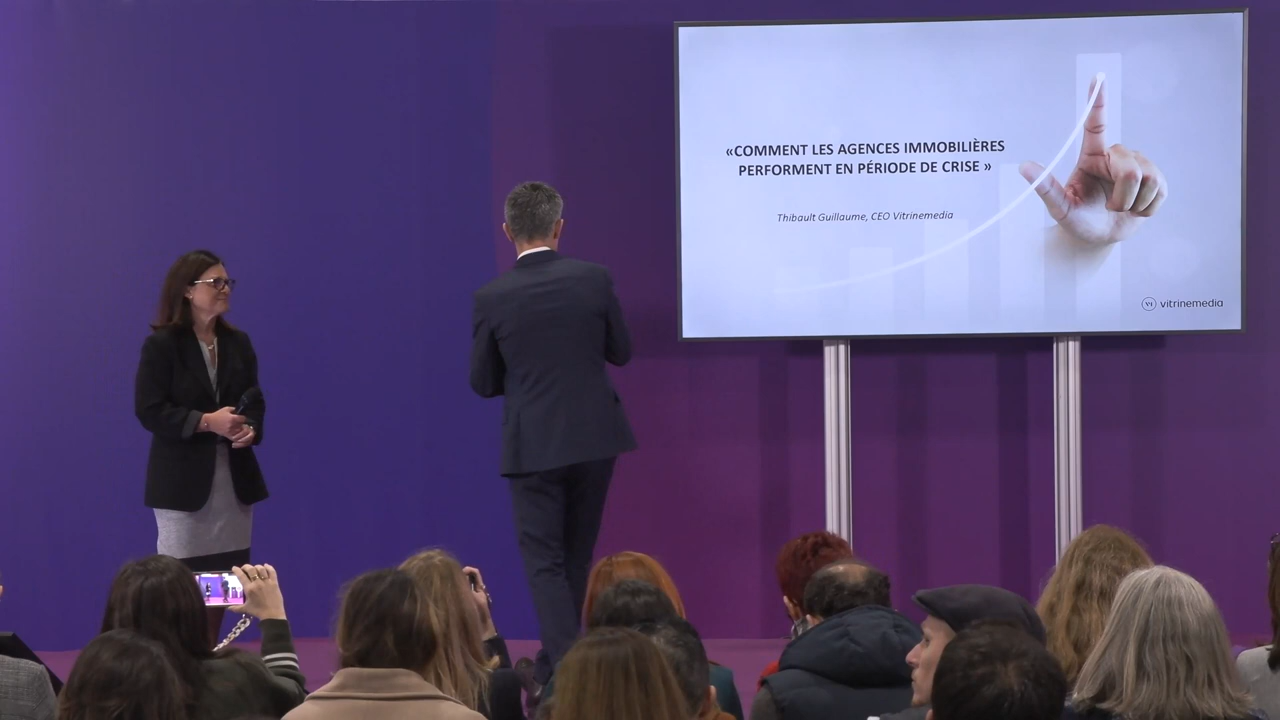 «COMMENT LES AGENCES IMMOBILIÈRES
PERFORMENT EN PÉRIODE DE CRISE »
Thibault Guillaume, CEO Vitrinemedia
vitrinemedia